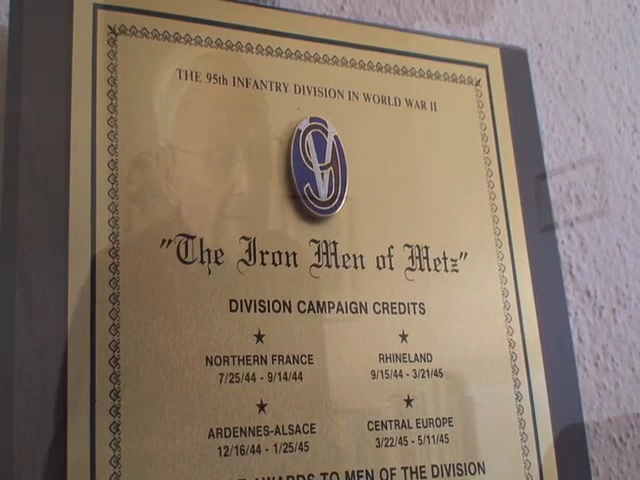 THE 95th INFANTRY DIVISION IN WORLD WAR II
"The Iron Men of Metz"
DIVISION CAMPAIGN CREDITS
NORTHERN FRANCE
7/25/44 - 9/14/44
RHINELAND
9/15/44 - 3/21/45
ARDENNES-ALSACE
12/16/44 - 1/25/45
CENTRAL EUROPE
3/22/45 - 5/11/45
AWARDS TO MEN OF THE DIVISION